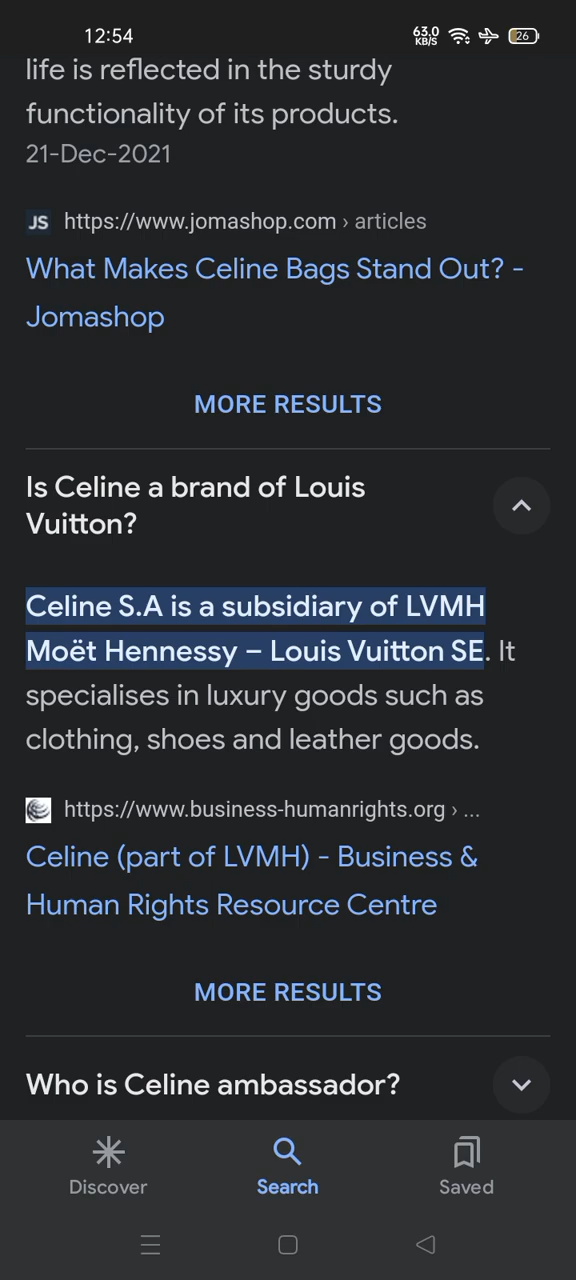 12:54
63.0
KB/S
26
life is reflected in the sturdy
functionality of its products.
21-Dec-2021
JS https://www.jomashop.com › articles
What Makes Celine Bags Stand Out? -
Jomashop
MORE RESULTS
Is Celine a brand of Louis
Vuitton?
Celine S.A is a subsidiary of LVMH
Moët Hennessy – Louis Vuitton SE. It
specialises in luxury goods such as
clothing, shoes and leather goods.
https://www.business-humanrights.org › ...
Celine (part of LVMH) - Business &
Human Rights Resource Centre
MORE RESULTS
Who is Celine ambassador?
Discover Search Saved